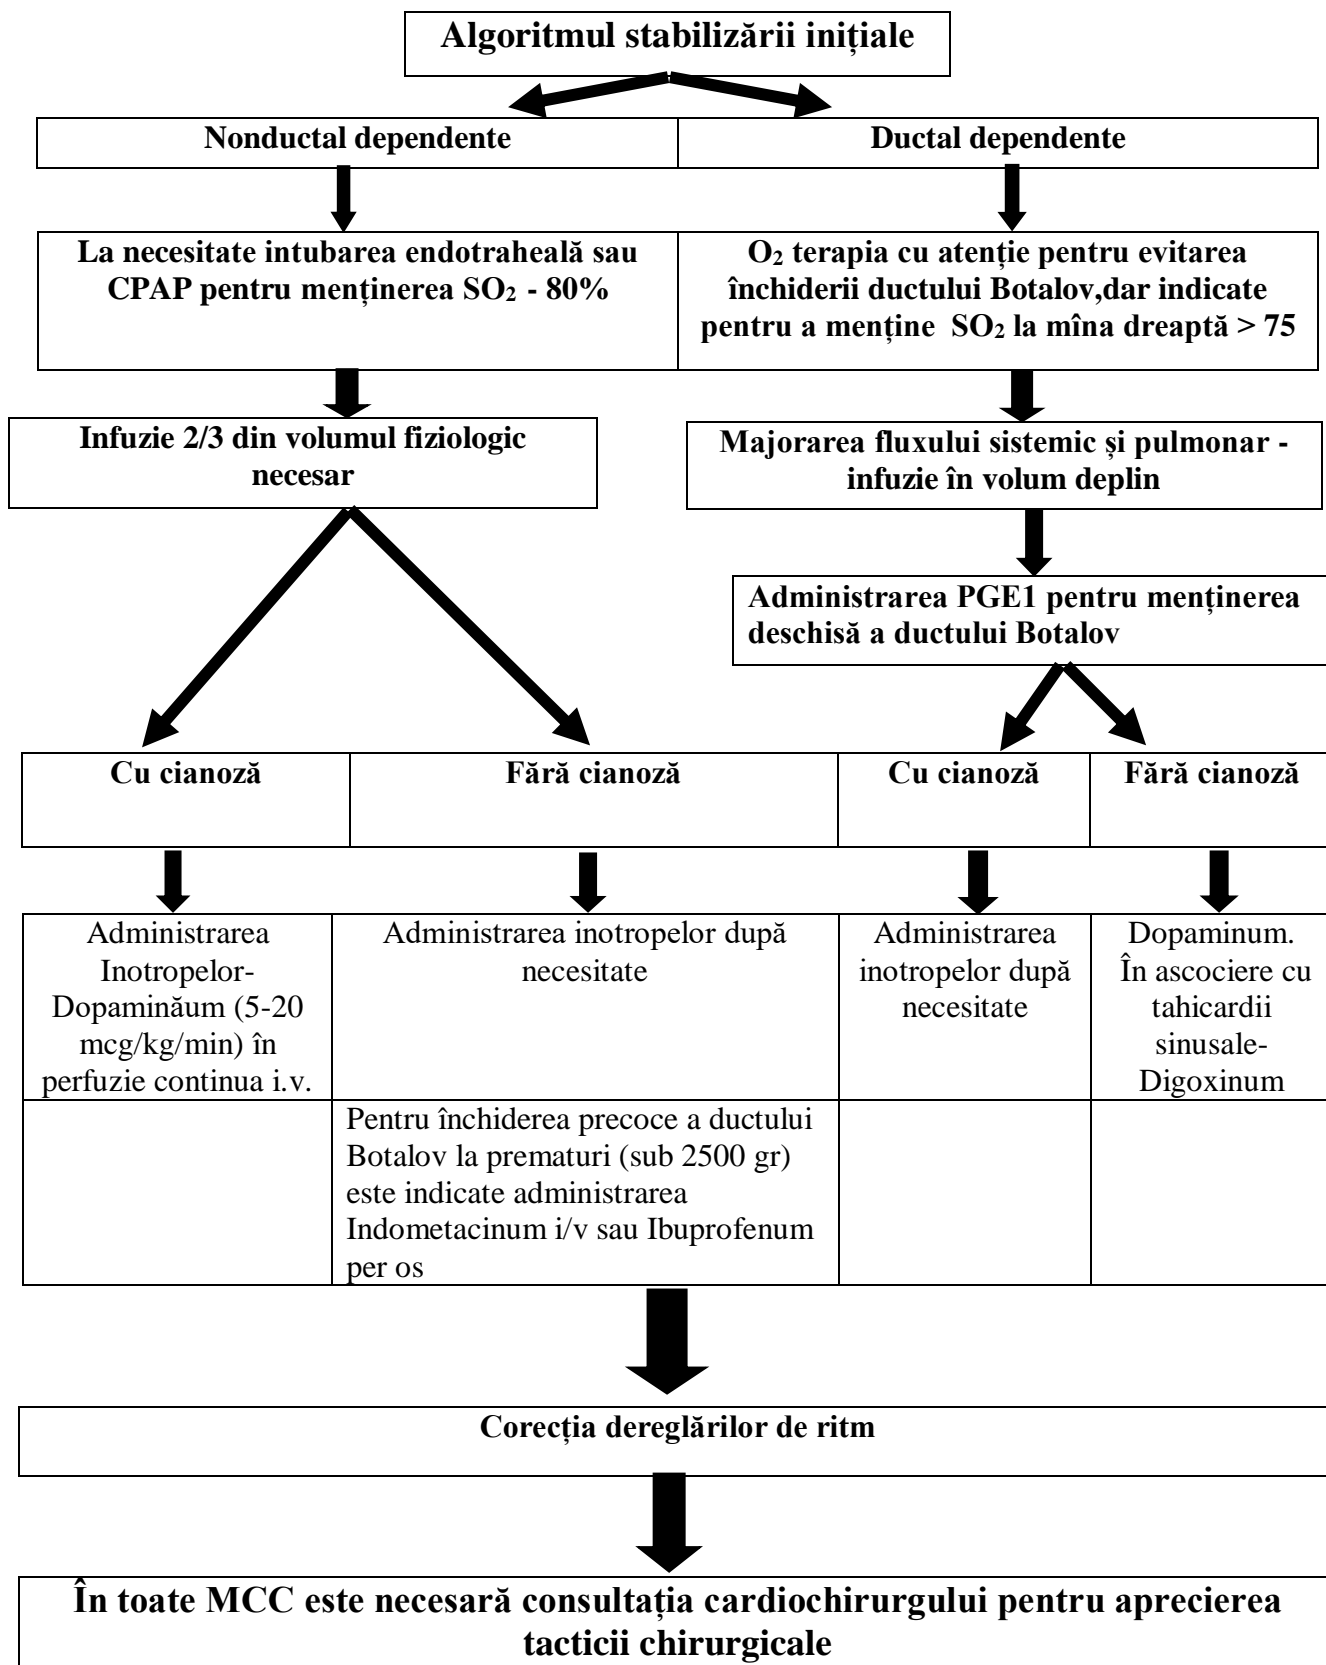 Algoritmul stabilizării inițiale
Nonductal dependente
Ductal dependente
La necesitate intubarea endotraheală sau
CPAP pentru menținerea SO₂ - 80%
O₂ terapia cu atenție pentru evitarea
închiderii ductului Botalov,dar indicate
pentru a menține SO₂ la mîna dreaptă > 75
Infuzie 2/3 din volumul fiziologic
necesar
Majorarea fluxului sistemic și pulmonar -
infuzie în volum deplin
Administrarea PGE1 pentru menținerea
deschisă a ductului Botalov
Cu cianoză
Fără cianoză
Cu cianoză
Fără cianoză
Administrarea
Inotropelor-
Dopaminăum (5-20
mcg/kg/min) în
perfuzie continua i.v.
Administrarea inotropelor după
necesitate
Administrarea
inotropelor după
necesitate
Dopaminum.
În ascociere cu
tahicardii
sinusale-
Digoxinum
Pentru închiderea precoce a ductului
Botalov la prematuri (sub 2500 gr)
este indicate administrarea
Indometacinum i/v sau Ibuprofenum
per os
Corecția dereglărilor de ritm
În toate MCC este necesară consultația cardiochirurgului pentru aprecierea
tacticii chirurgicale